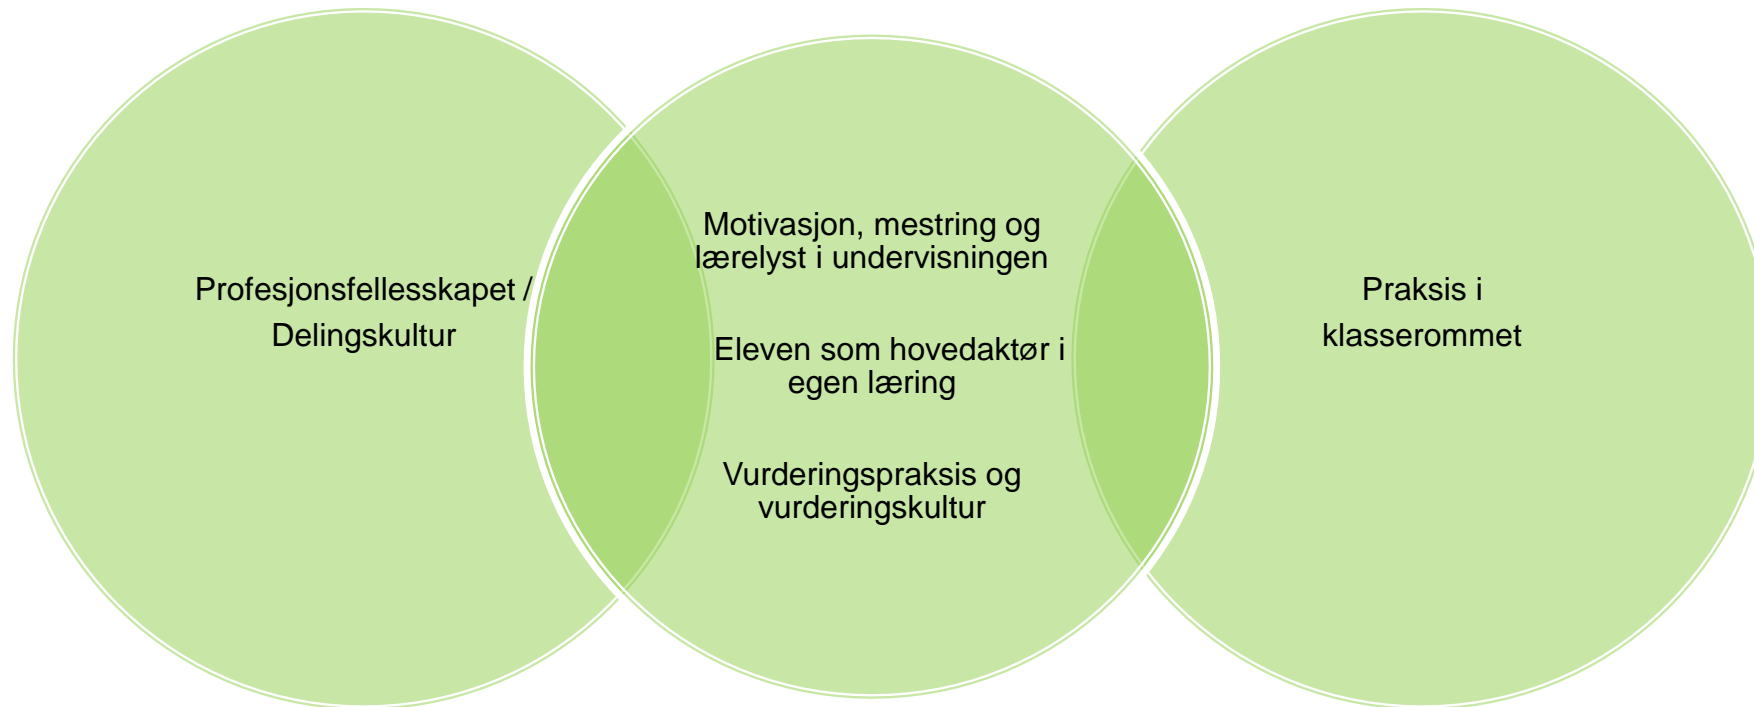 Profesjonsfellesskapet /
Delingskultur
Motivasjon, mestring og
lærelyst i undervisningen
Eleven som hovedaktør i
egen læring
Vurderingspraksis og
vurderingskultur
Praksis i
klasserommet